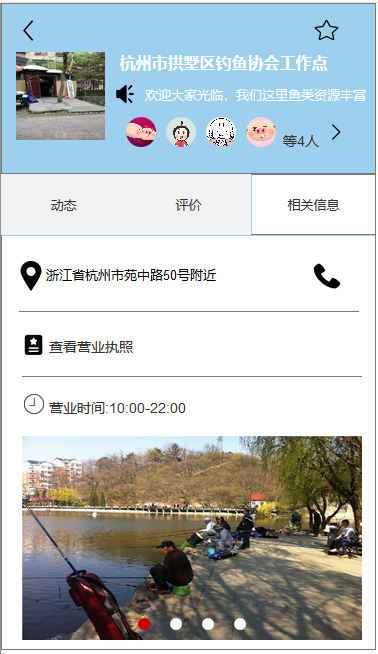 杭州市拱墅区钓鱼协会工作点
欢迎大家光临，我们这里鱼类资源丰富
等4人
动态
评价
相关信息
浙江省杭州市苑中路50号附近
查看营业执照
营业时间:10:00-22:00